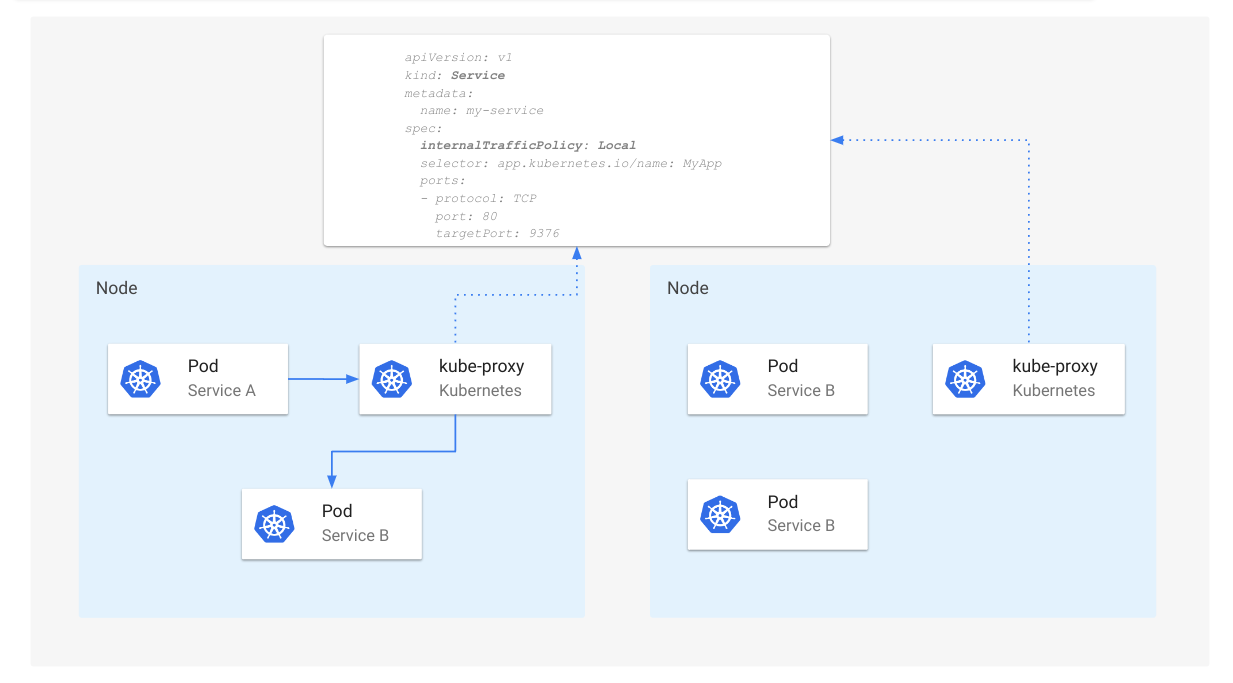 apiVersion: v1
kind: Service
metadata:
  name: my-service
spec:
  internalTrafficPolicy: Local
  selector: app.kubernetes.io/name: MyApp
  ports:
  - protocol: TCP
    port: 80
    targetPort: 9376
Node
Pod
Service A
kube-proxy
Kubernetes
Pod
Service B
Node
Pod
Service B
kube-proxy
Kubernetes
Pod
Service B